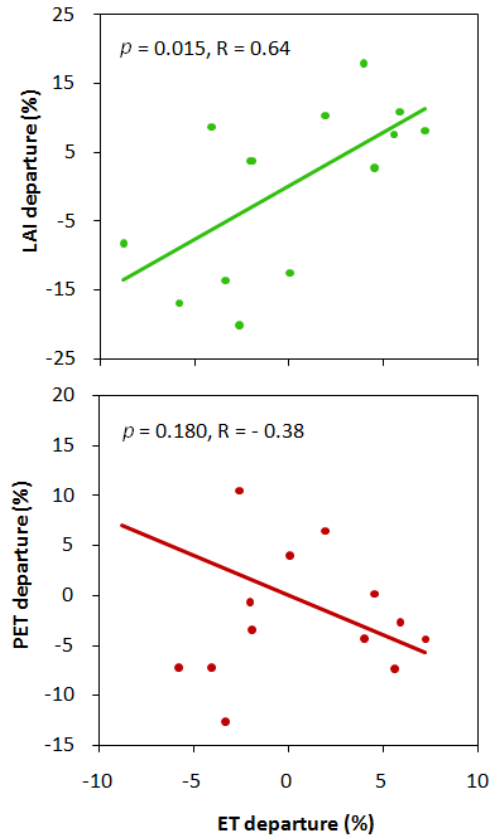 25
15
5
-5
-15
-25
LAI departure (%)
p = 0.015, R = 0.64
20
15
10
5
0
-5
-10
-15
PET departure (%)
p = 0.180, R = - 0.38
-10 -5 0 5 10
ET departure (%)